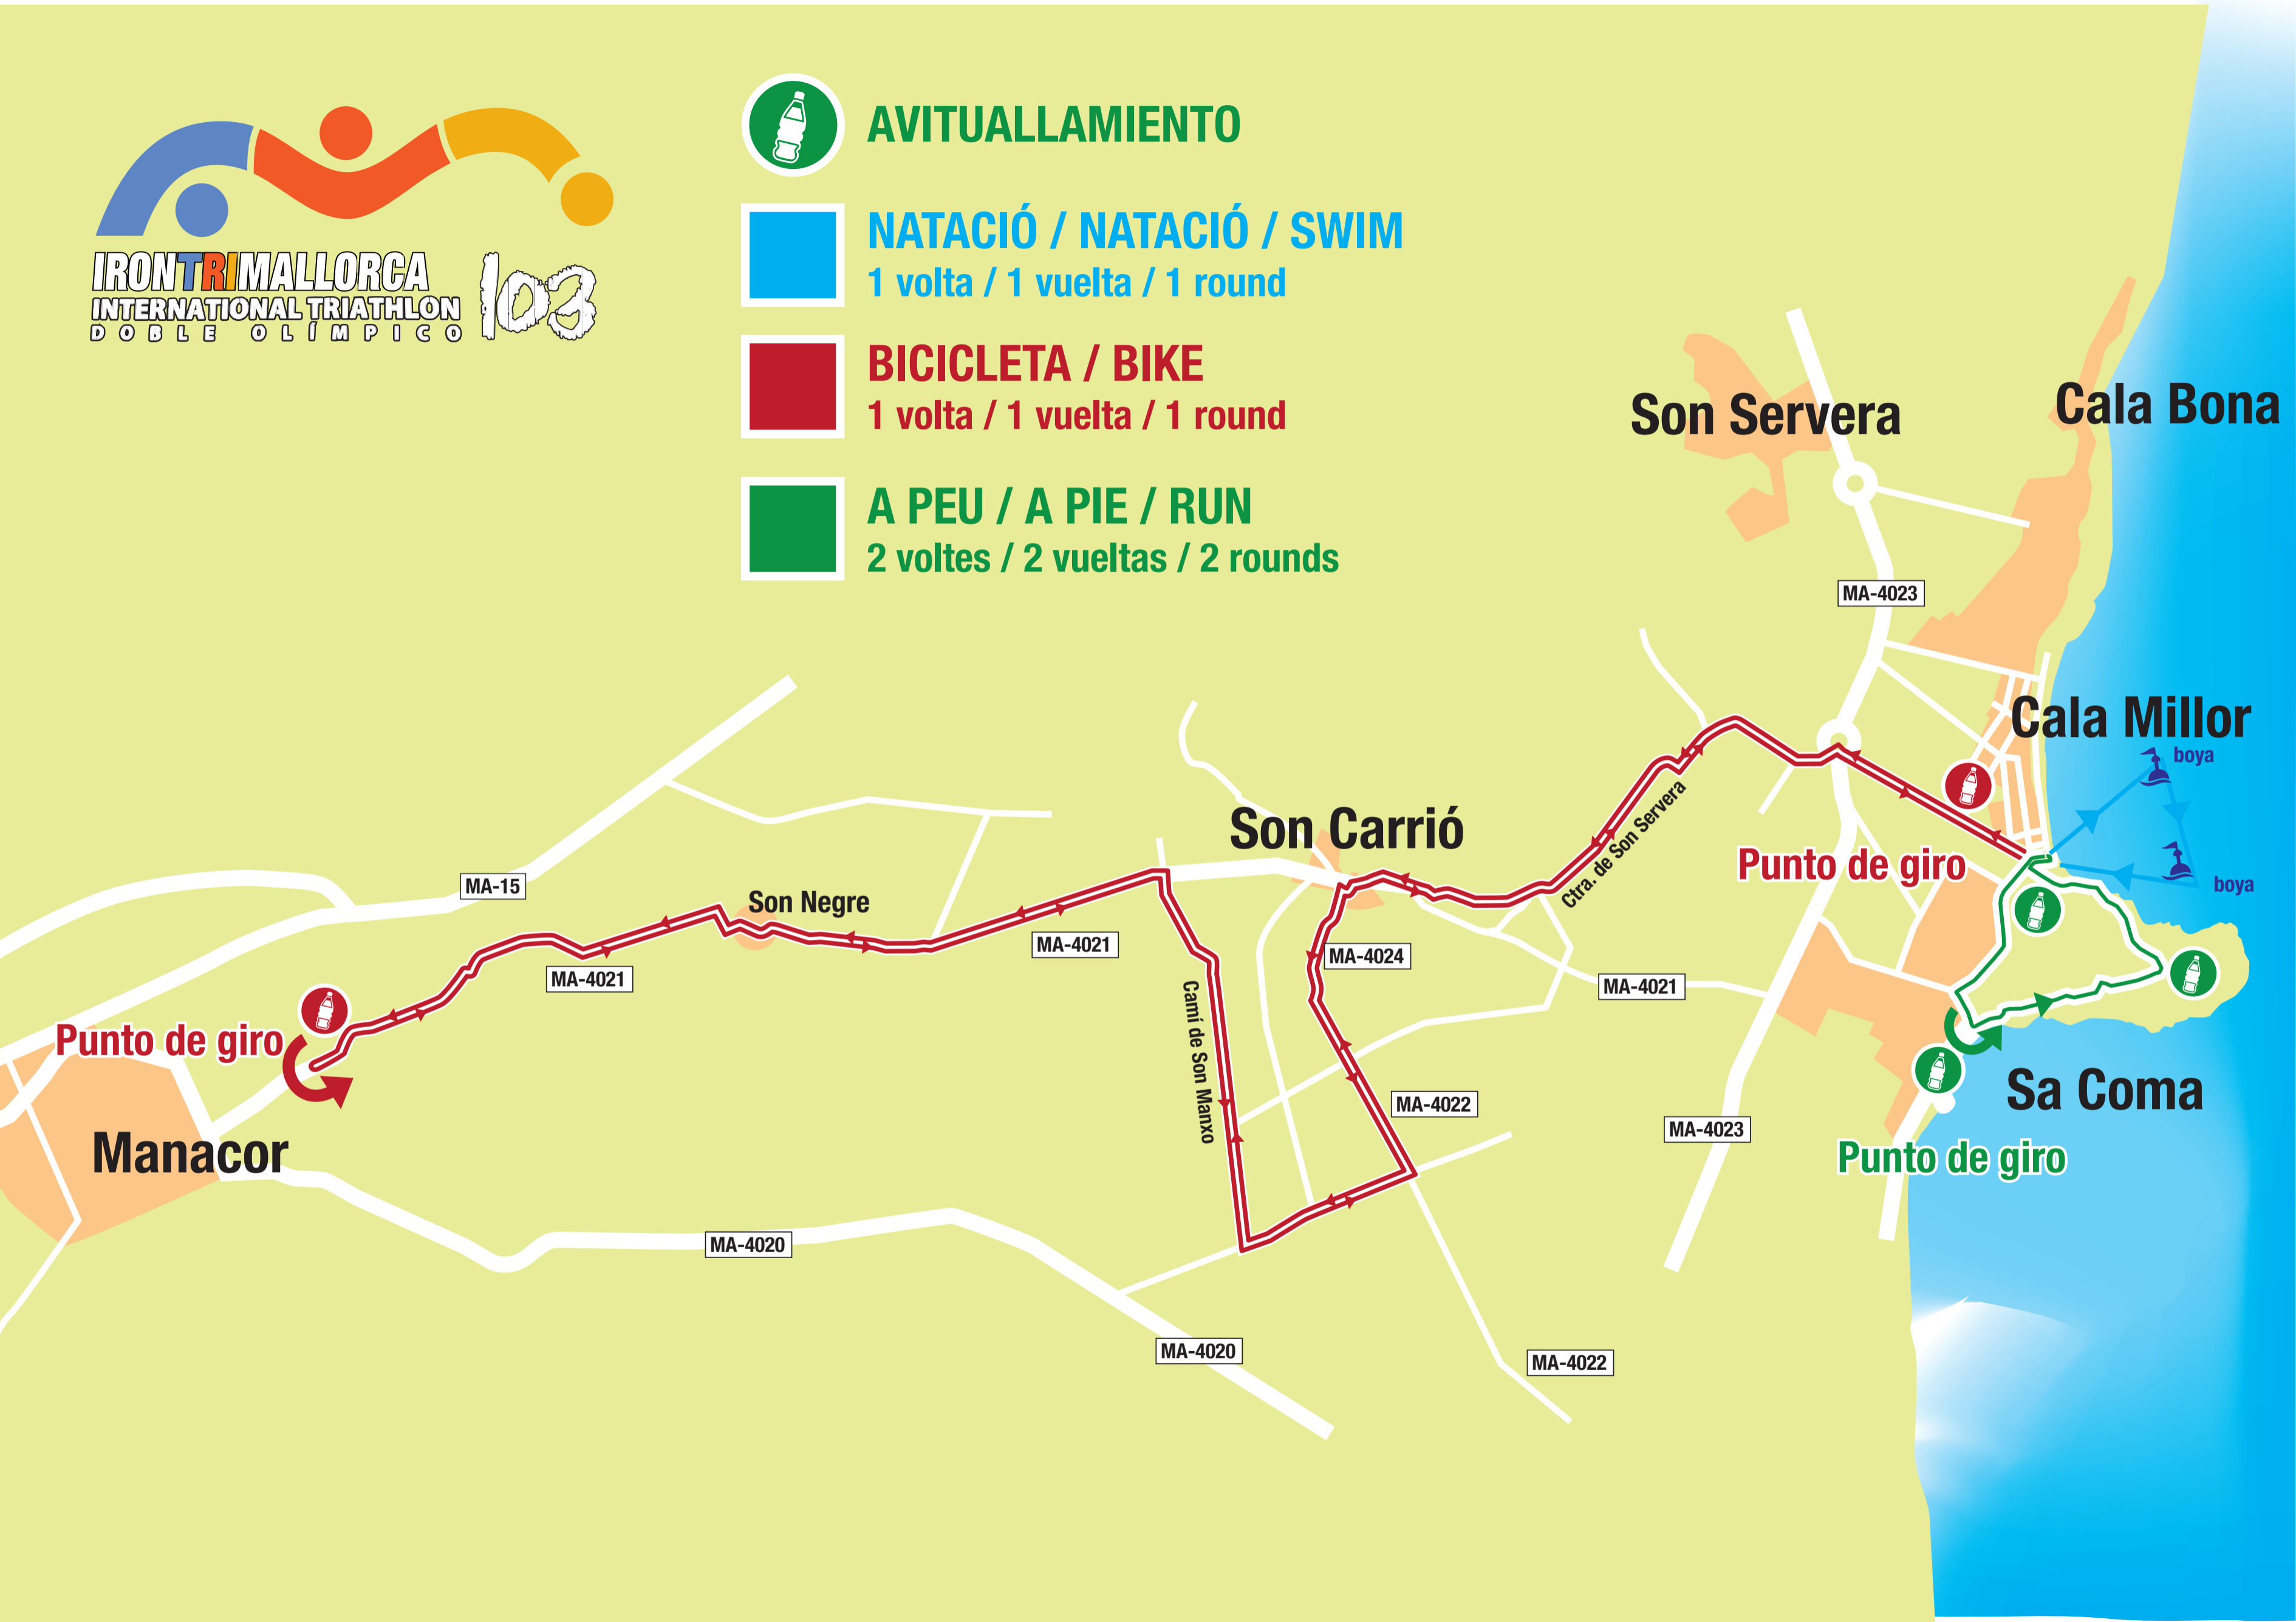 IRONTRIMALLORCA
INTERNATIONAL TRIATHLON
DOBLE OLÍMPICO
103
AVITUALLAMIENTO
NATACIÓ / NATACIÓ / SWIM
1 volta / 1 vuelta / 1 round
BICICLETA / BIKE
1 volta / 1 vuelta / 1 round
A PEU / A PIE / RUN
2 voltes / 2 vueltas / 2 rounds
Son Servera
Cala Bona
MA-4023
Cala Millor
boya
boya
Son Carrió
Ctra. de Son Servera
Punto de giro
MA-15
Son Negre
MA-4021
MA-4021
MA-4024
MA-4021
Camí de Son Manxo
Punto de giro
Manacor
MA-4022
MA-4023
Sa Coma
Punto de giro
MA-4020
MA-4020
MA-4022